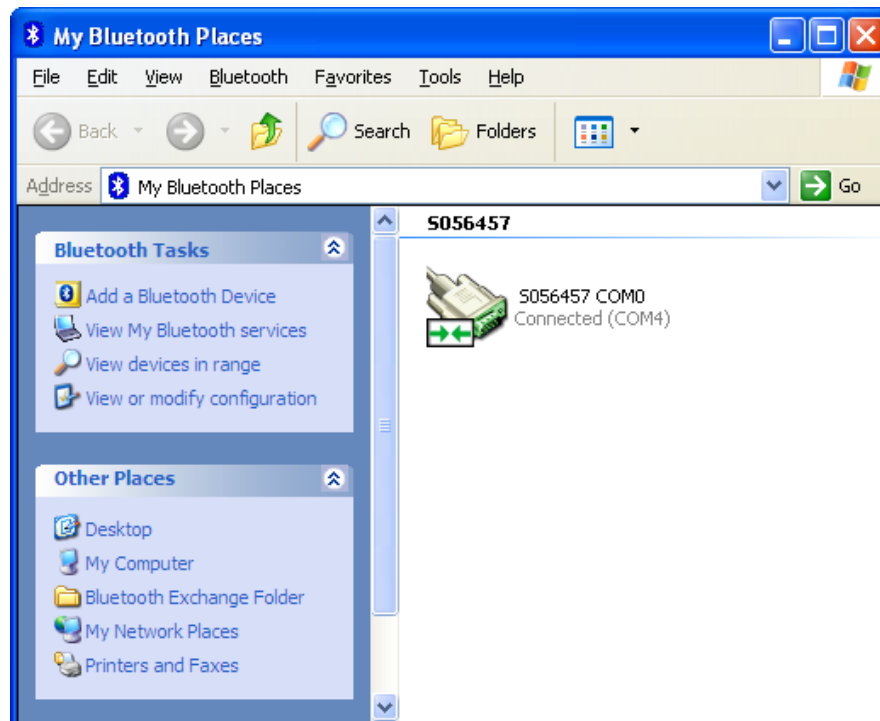 My Bluetooth Places
File Edit View Bluetooth Favorites Tools Help
Back Search Folders
Address My Bluetooth Places Go
Bluetooth Tasks
Add a Bluetooth Device
View My Bluetooth services
View devices in range
View or modify configuration
Other Places
Desktop
My Computer
Bluetooth Exchange Folder
My Network Places
Printers and Faxes
S056457
S056457 COM0
Connected (COM4)